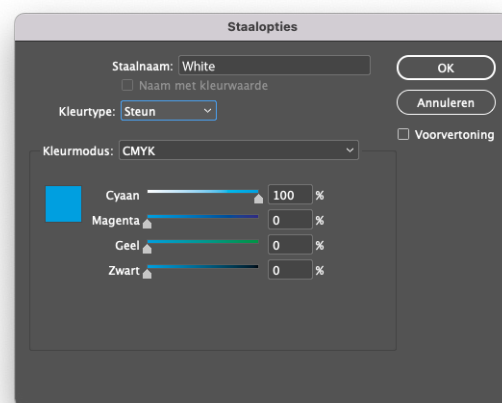 Staalopties
Staalnaam: White
Naam met kleurwaarde
Kleurtype: Steun
OK
Annuleren
Voorvertoning
Kleurmodus: CMYK
Cyaan 100 %
Magenta 0 %
Geel 0 %
Zwart 0 %